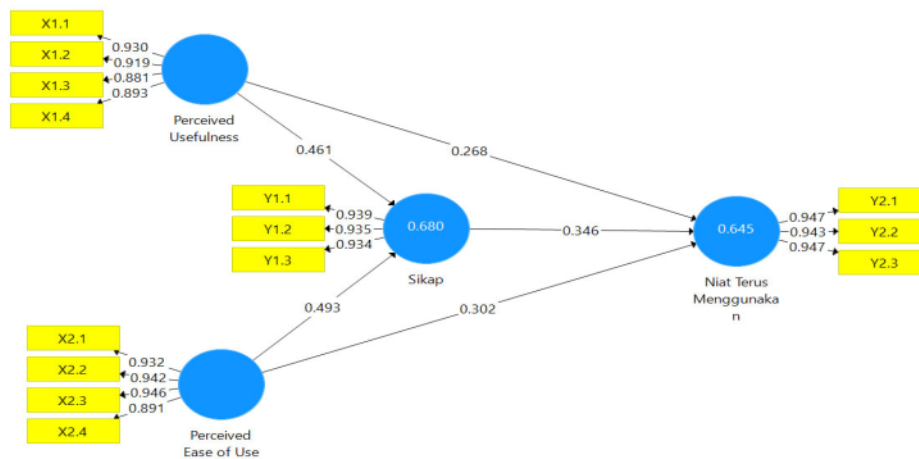 X1.1
X1.2
X1.3
X1.4
0.930
0.919
0.881
0.893
Perceived
Usefulness
0.461
0.268
Y1.1
Y1.2
Y1.3
0.939
0.935
0.934
0.680
Sikap
0.346
0.645
Niat Terus
Menggunaka
n
0.947
0.943
0.947
Y2.1
Y2.2
Y2.3
0.493
0.302
X2.1
X2.2
X2.3
X2.4
0.932
0.942
0.946
0.891
Perceived
Ease of Use